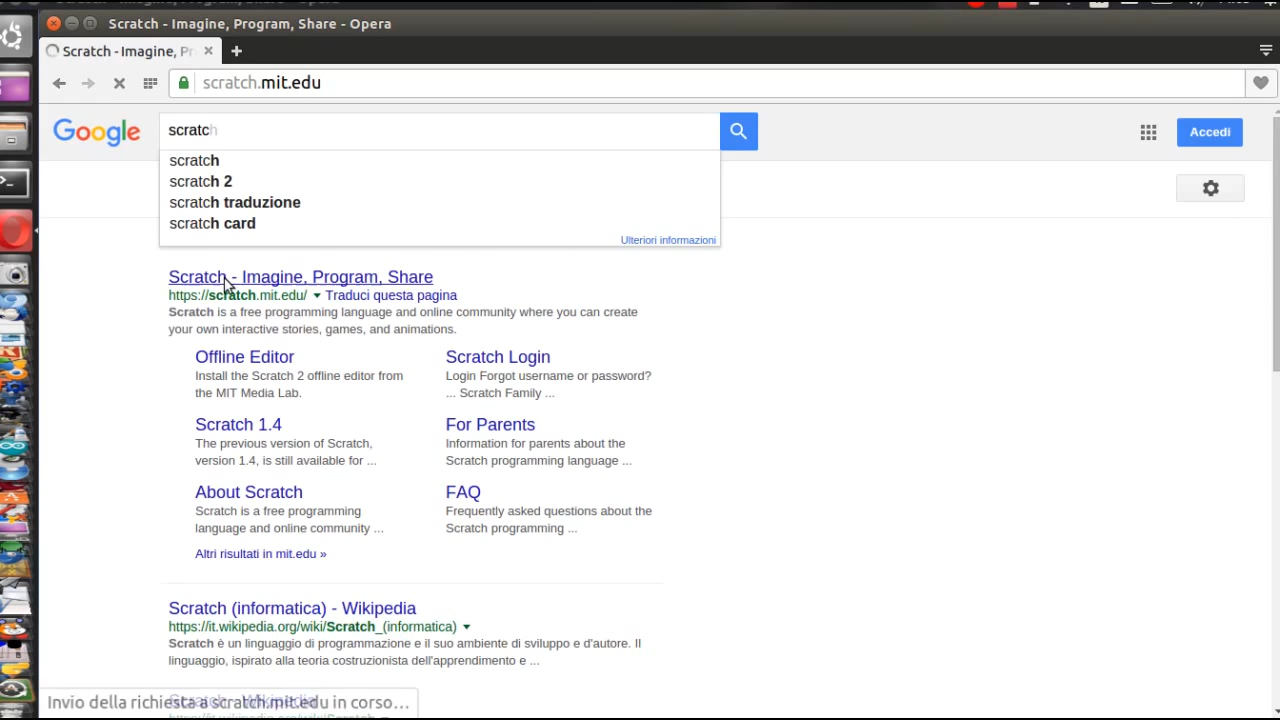 Scratch - Imagine, Program, Share - Opera
Scratch - Imagine, Pr
scratch.mit.edu
Google
scratch
Accedi
scratch
scratch 2
scratch traduzione
scratch card
Ulteriori informazioni
Scratch - Imagine, Program, Share
https://scratch.mit.edu/ Traduci questa pagina
Scratch is a free programming language and online community where you can create
your own interactive stories, games, and animations.
Offline Editor
Install the Scratch 2 offline editor from
the MIT Media Lab.
Scratch Login
Login Forgot username or password?
... Scratch Family ...
Scratch 1.4
The previous version of Scratch,
version 1.4, is still available for ...
For Parents
Information for parents about the
Scratch programming language ...
About Scratch
Scratch is a free programming
language and online community ...
FAQ
Frequently asked questions about the
Scratch programming ...
Altri risultati in mit.edu »
Scratch (informatica) - Wikipedia
https://it.wikipedia.org/wiki/Scratch_(informatica)
Scratch è un linguaggio di programmazione e il suo ambiente di sviluppo e d'autore. Il
linguaggio, ispirato alla teoria costruzionista dell'apprendimento e ...
Scratch - Wikipedia
Invio della richiesta a scratch.mit.edu in corso...